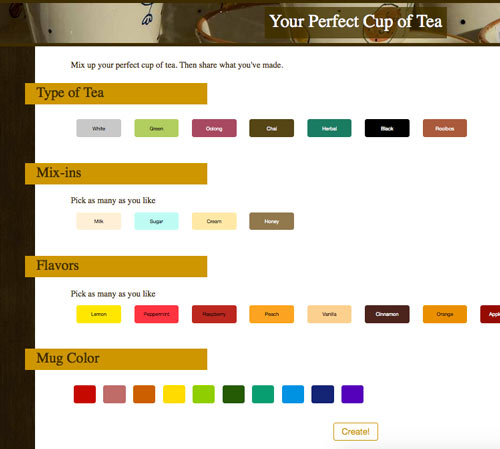 Your Perfect Cup of Tea
Mix up your perfect cup of tea. Then share what you've made.
Type of Tea
White Green Oolong Chai Herbal Black Rooibos
Mix-ins
Pick as many as you like
Milk Sugar Cream Honey
Flavors
Pick as many as you like
Lemon Peppermint Raspberry Peach Vanilla Cinnamon Orange
Mug Color
Create!